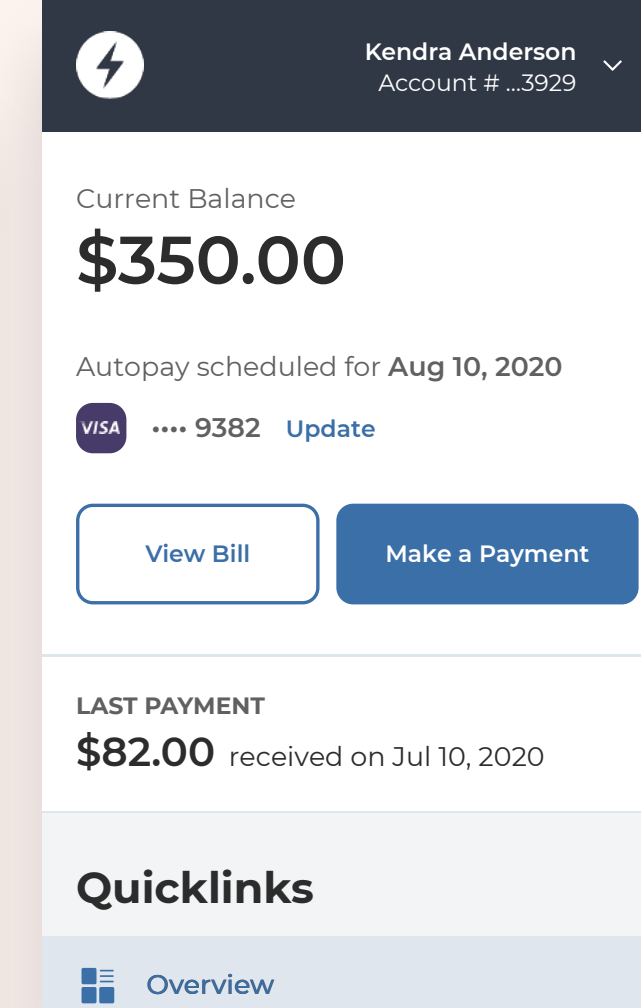 Kendra Anderson
Account # ...3929
Current Balance
$350.00
Autopay scheduled for Aug 10, 2020
VISA •••• 9382 Update
View Bill Make a Payment
LAST PAYMENT
$82.00 received on Jul 10, 2020
Quicklinks
Overview